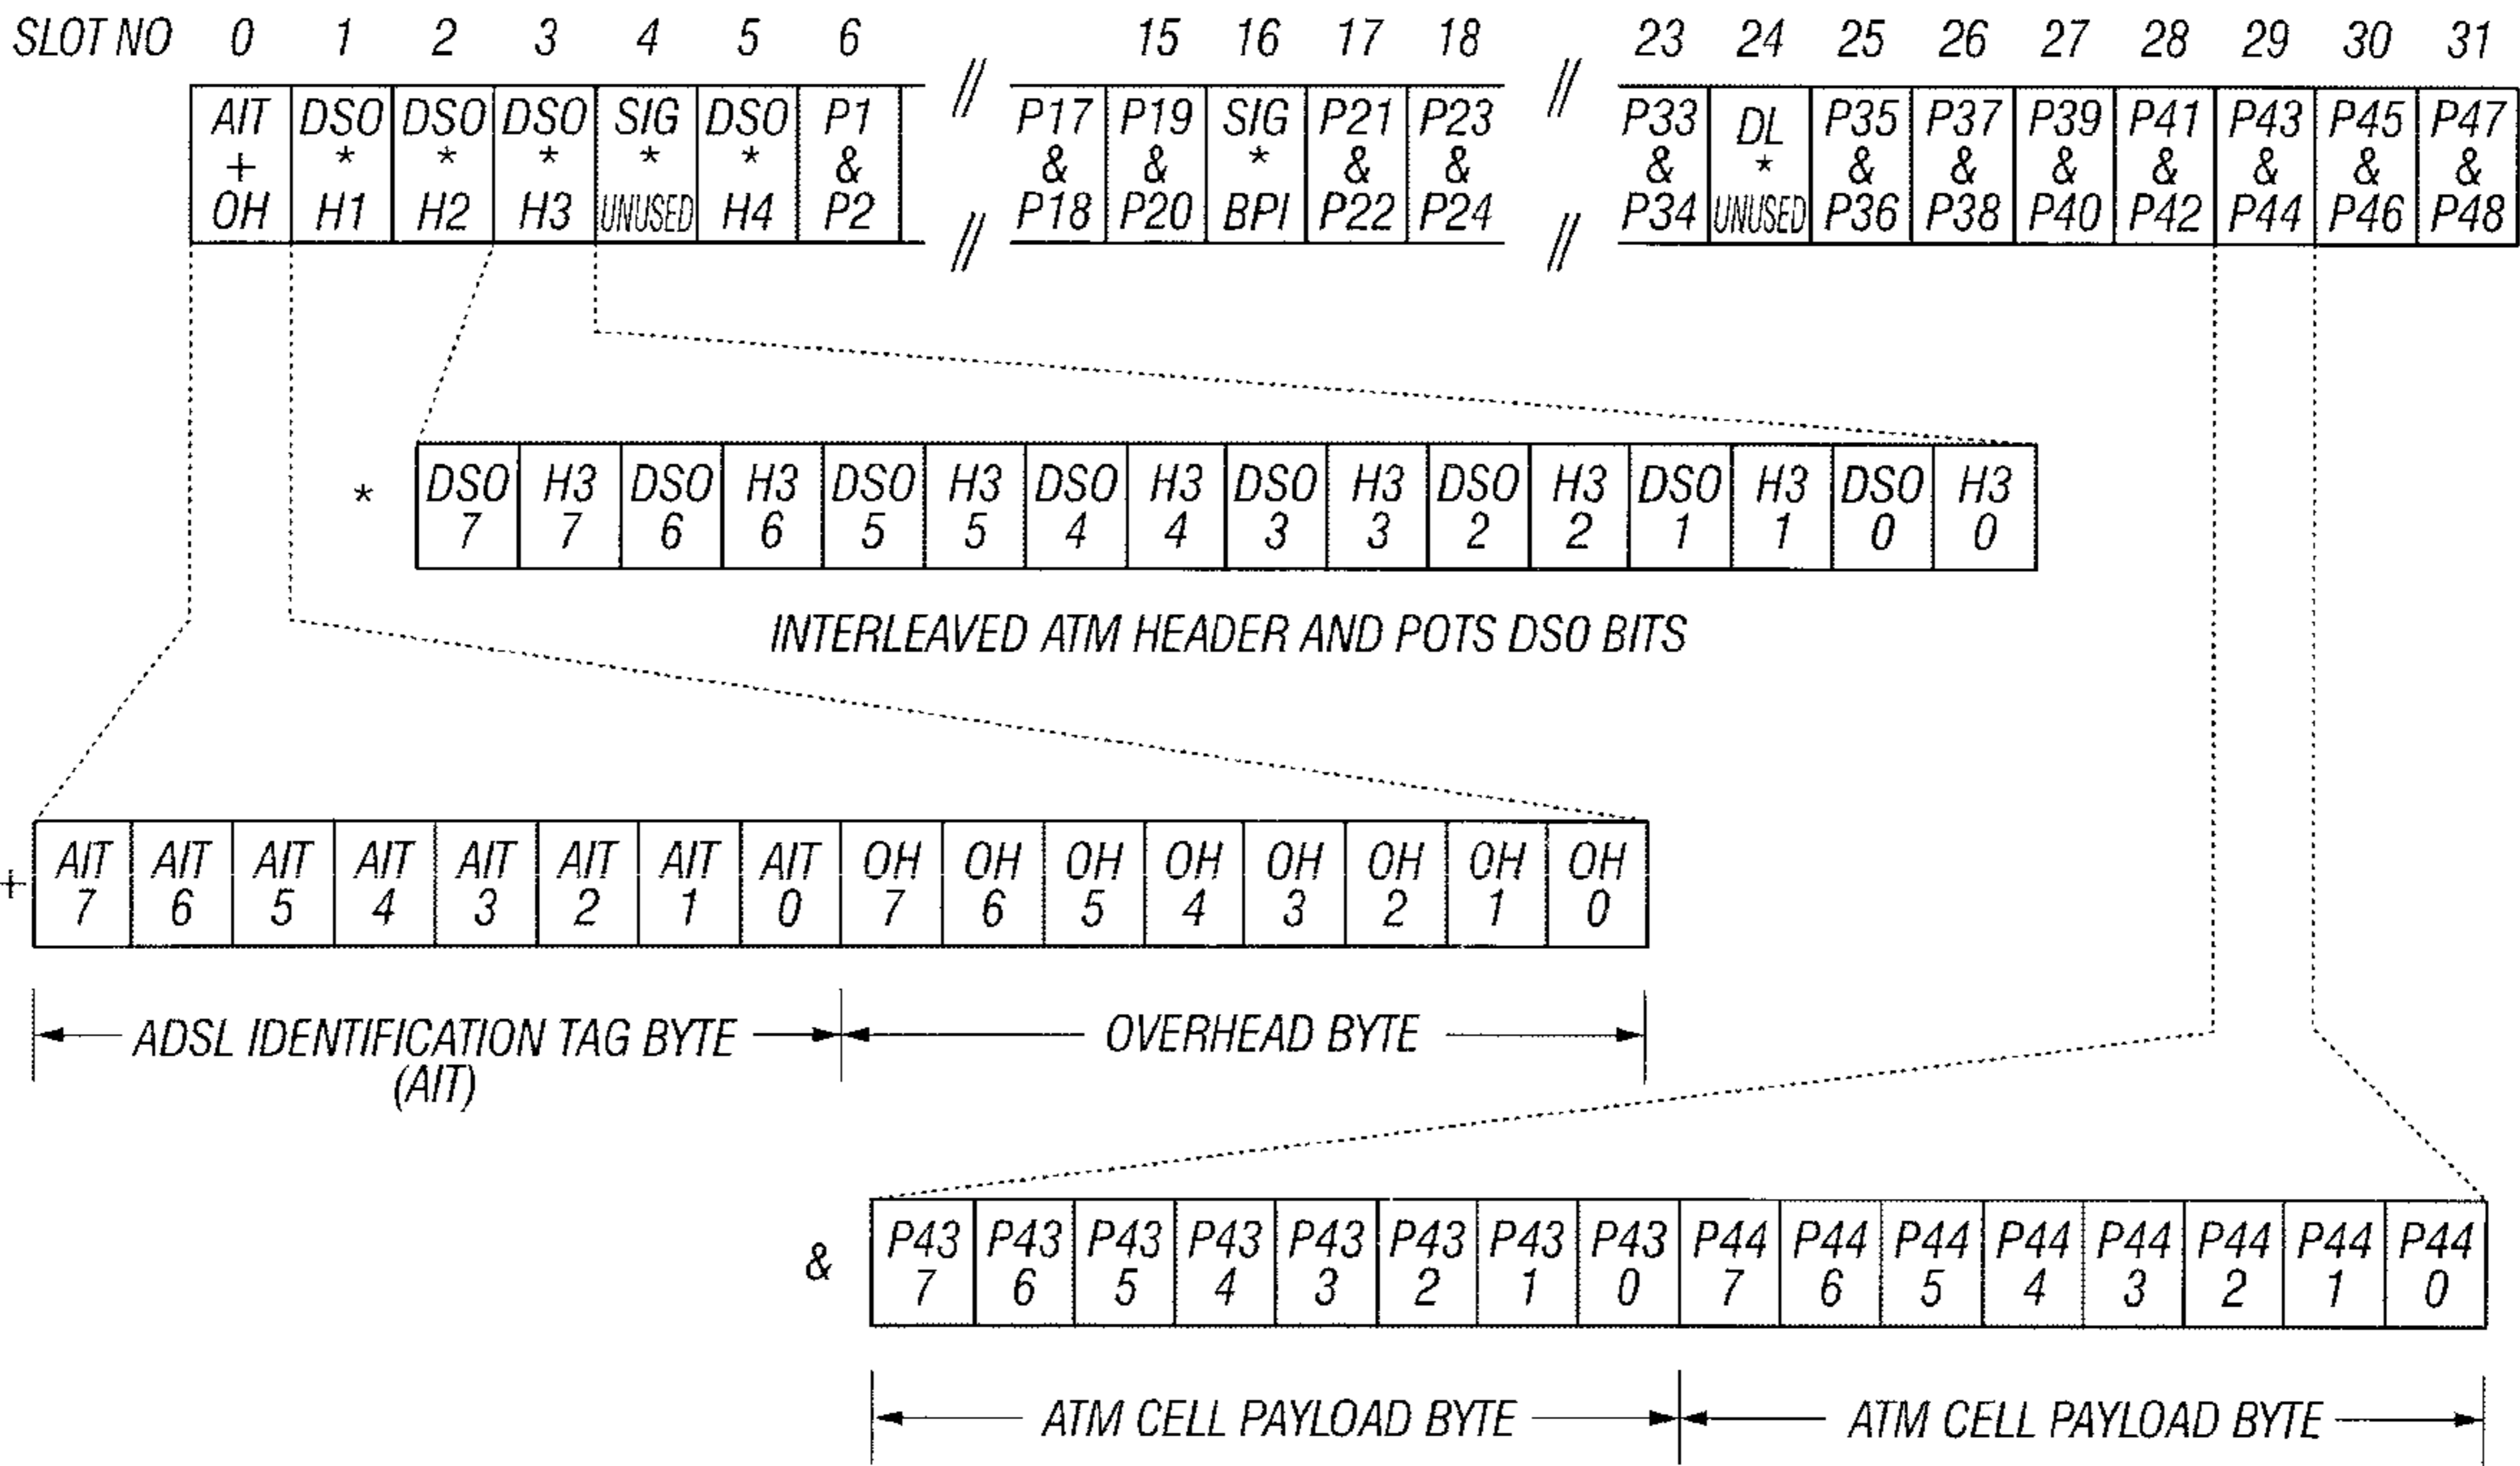 SLOT NO 0 1 2 3 4 5 6 15 16 17 18 23 24 25 26 27 28 29 30 31
AIT DSO DSO DSO SIG DSO P1 // P17 P19 SIG P21 P23 // P33 DL P35 P37 P39 P41 P43 P45 P47
+ * * * * * & & & * & & & * & & & & & & &
OH H1 H2 H3 UNUSED H4 P2 // P18 P20 BPI P22 P24 // P34 UNUSED P36 P38 P40 P42 P44 P46 P48
* DSO H3 DSO H3 DSO H3 DSO H3 DSO H3 DSO H3 DSO H3 DSO H3
7 7 6 6 5 5 4 4 3 3 2 2 1 1 0 0
INTERLEAVED ATM HEADER AND POTS DS0 BITS
+ AIT AIT AIT AIT AIT AIT AIT AIT OH OH OH OH OH OH OH OH
7 6 5 4 3 2 1 0 7 6 5 4 3 2 1 0
ADSL IDENTIFICATION TAG BYTE OVERHEAD BYTE
(AIT)
& P43 P43 P43 P43 P43 P43 P43 P43 P44 P44 P44 P44 P44 P44 P44 P44
7 6 5 4 3 2 1 0 7 6 5 4 3 2 1 0
ATM CELL PAYLOAD BYTE ATM CELL PAYLOAD BYTE